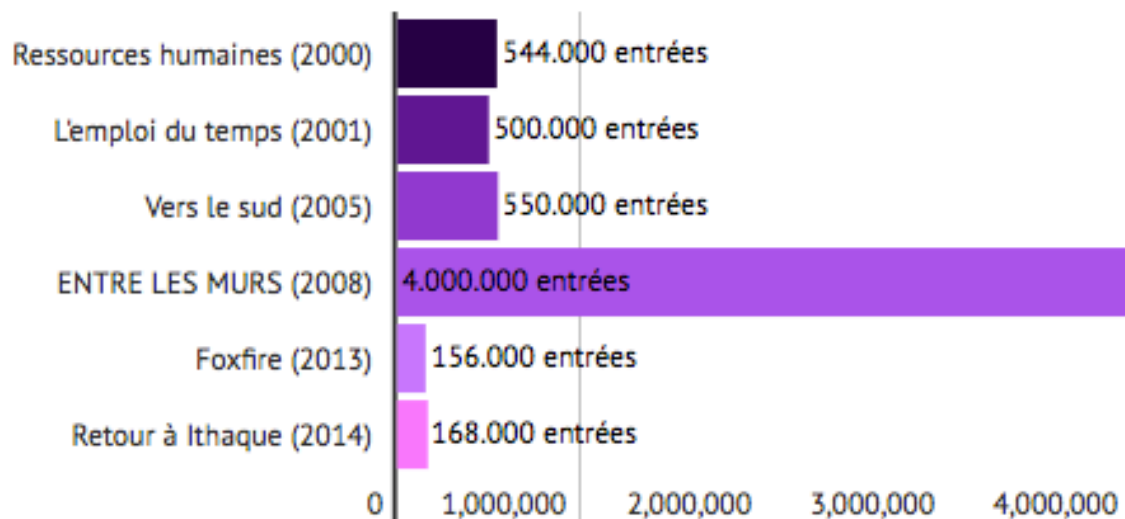 Ressources humaines (2000) 544.000 entrées
L'emploi du temps (2001) 500.000 entrées
Vers le sud (2005) 550.000 entrées
ENTRE LES MURS (2008) 4.000.000 entrées
Foxfire (2013) 156.000 entrées
Retour à Ithaque (2014) 168.000 entrées
0 1,000,000 2,000,000 3,000,000 4,000,000